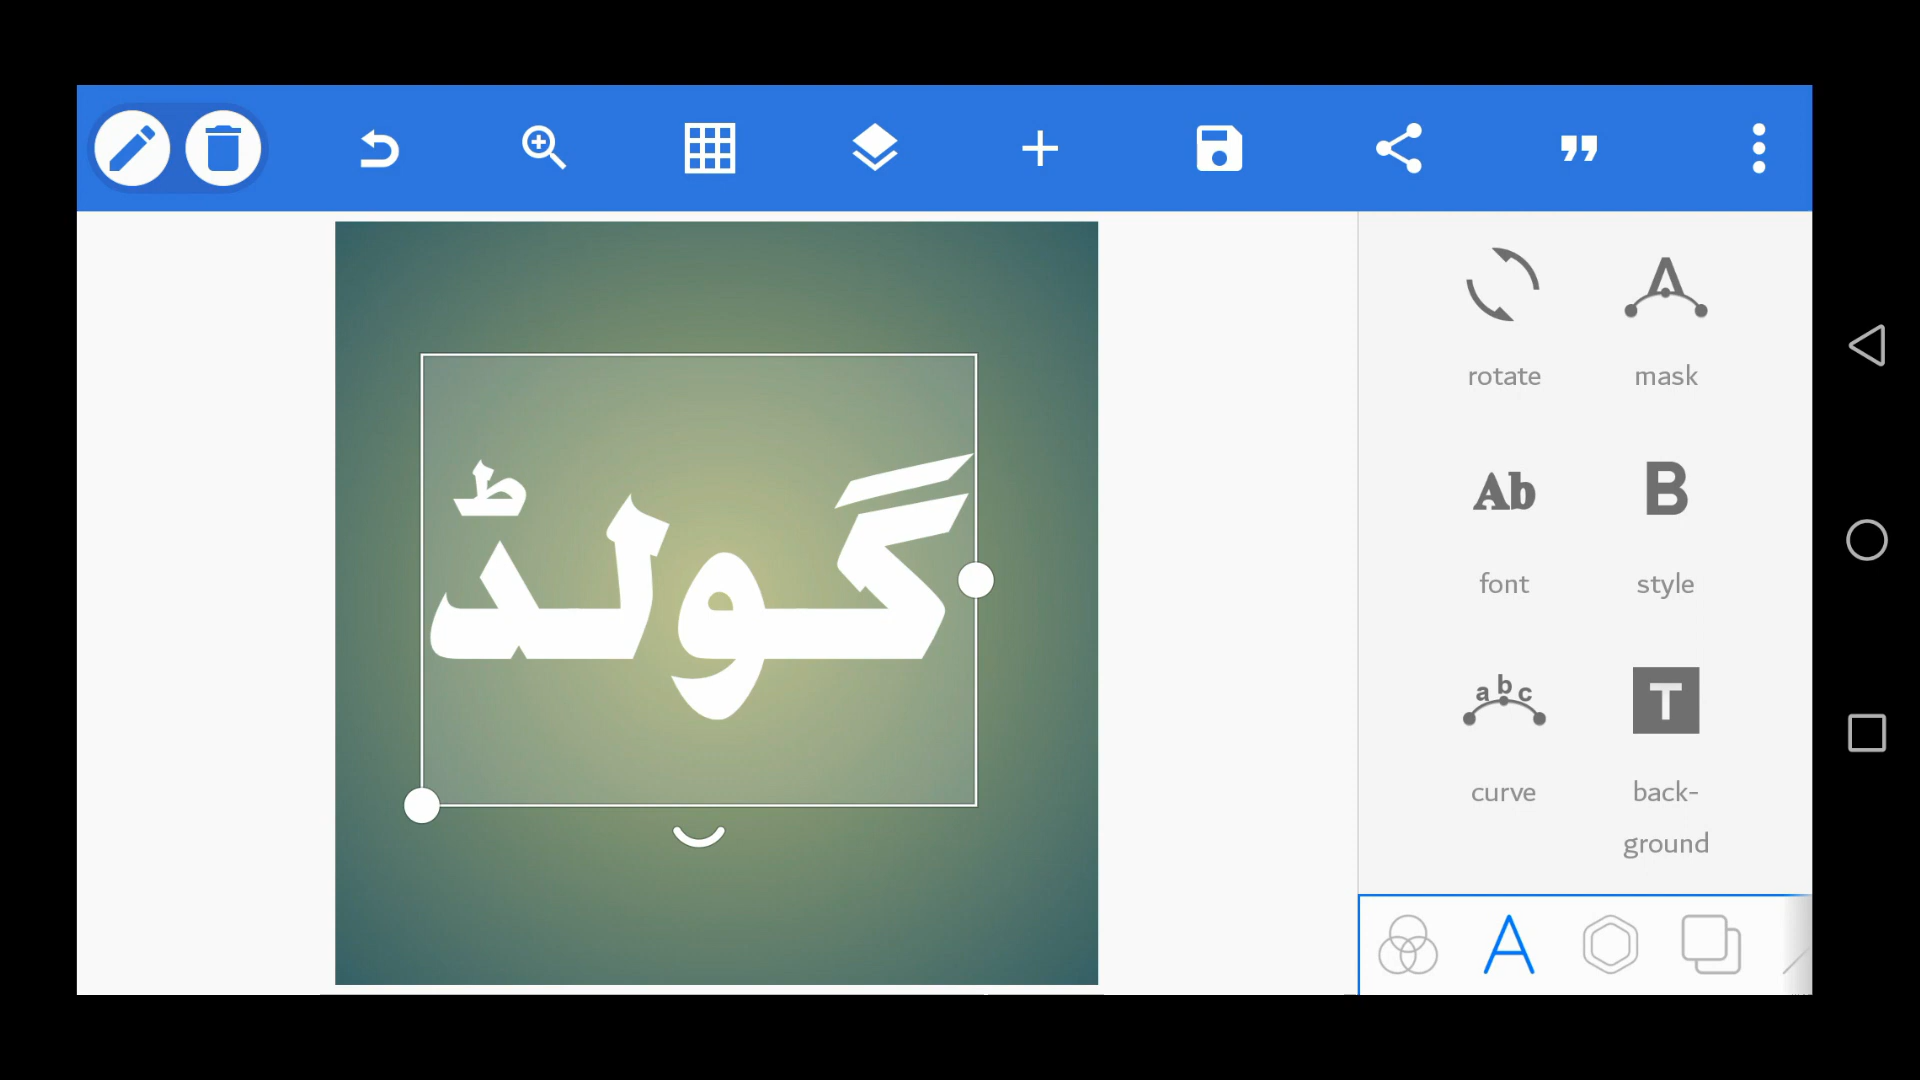 گولڈ
rotate
mask
Ab
B
font
style
abc
T
curve
back-
ground
A